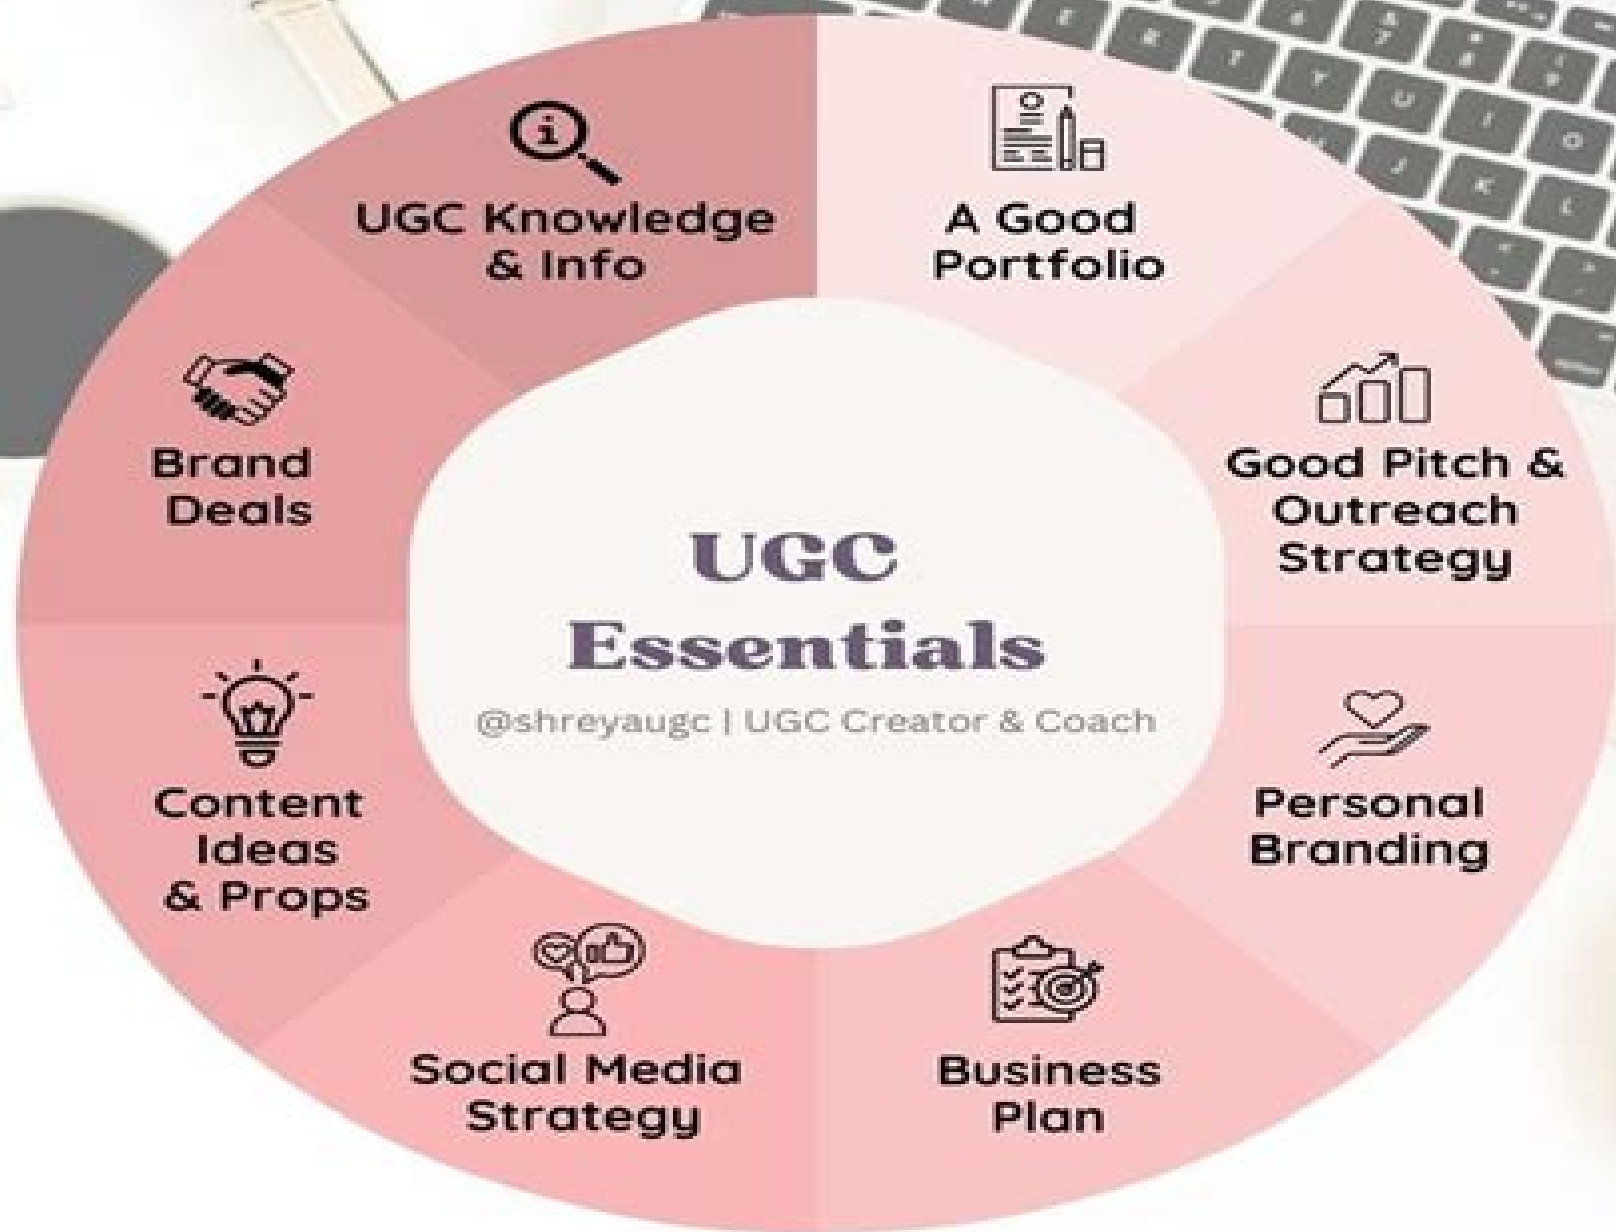 UGC Knowledge
& Info
A Good
Portfolio
Good Pitch &
Outreach
Strategy
Personal
Branding
Business
Plan
Social Media
Strategy
Content
Ideas
& Props
Brand
Deals
UGC
Essentials
@shreyaugc | UGC Creator & Coach